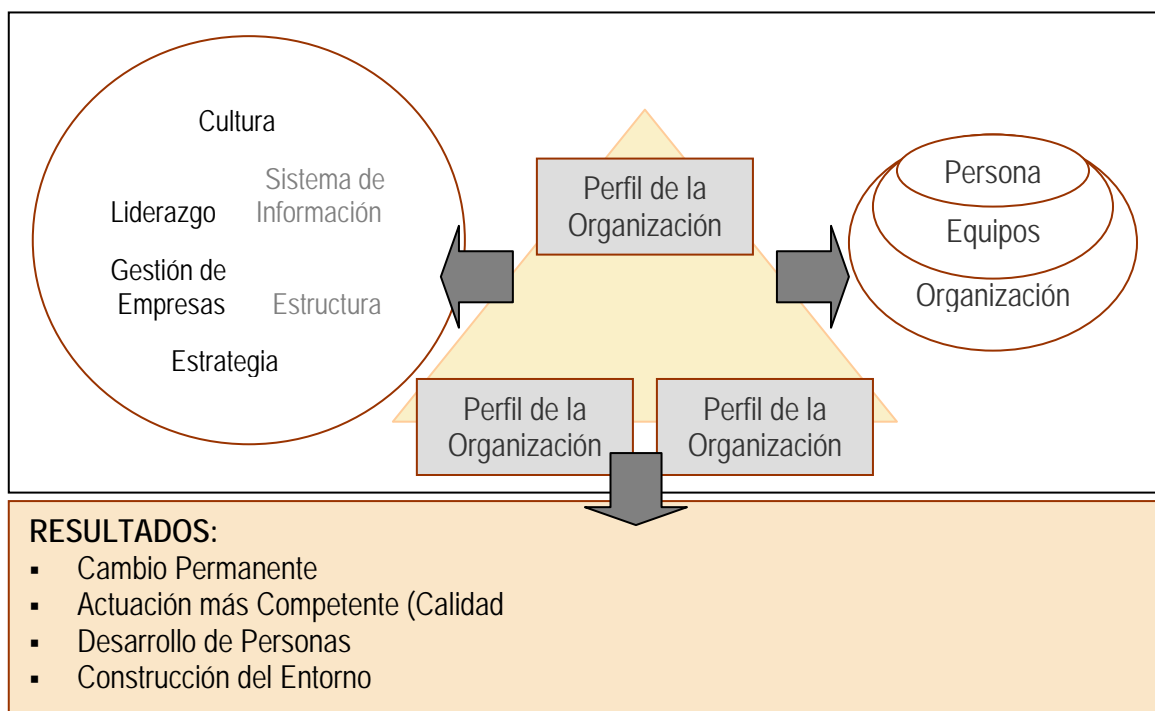 Cultura
Sistema de
Liderazgo Información
Gestión de
Empresas Estructura
Estrategia
Perfil de la
Organización
Perfil de la
Organización
Perfil de la
Organización
Persona
Equipos
Organización
RESULTADOS:
▪ Cambio Permanente
▪ Actuación más Competente (Calidad
▪ Desarrollo de Personas
▪ Construcción del Entorno